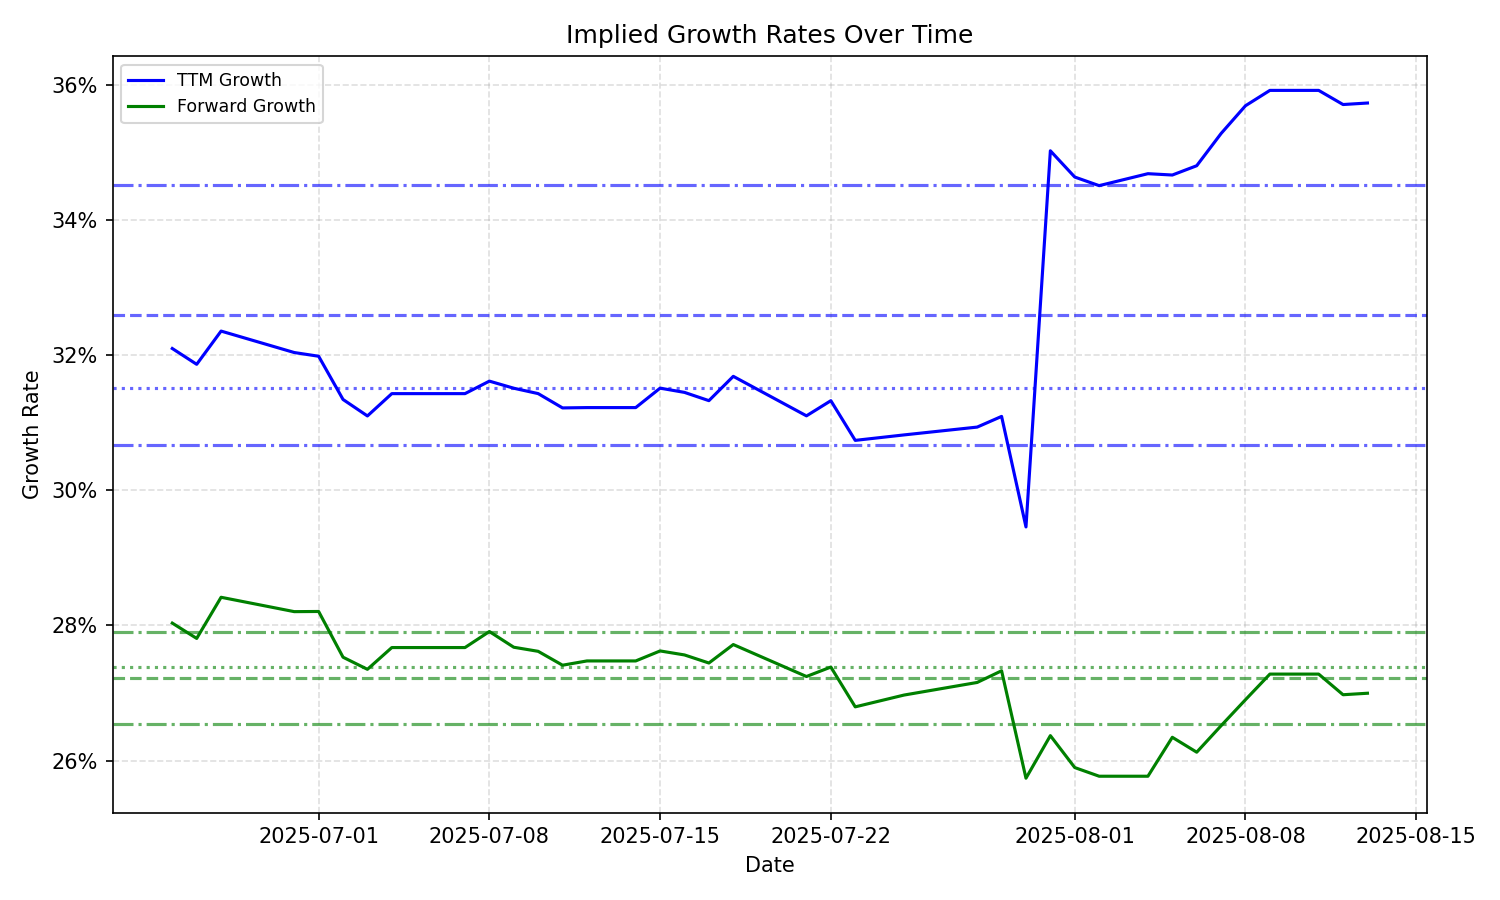 Implied Growth Rates Over Time
TTM Growth
Forward Growth
36%
34%
32%
30%
28%
26%
Growth Rate
2025-07-01
2025-07-08
2025-07-15
2025-07-22
2025-08-01
2025-08-08
2025-08-15
Date